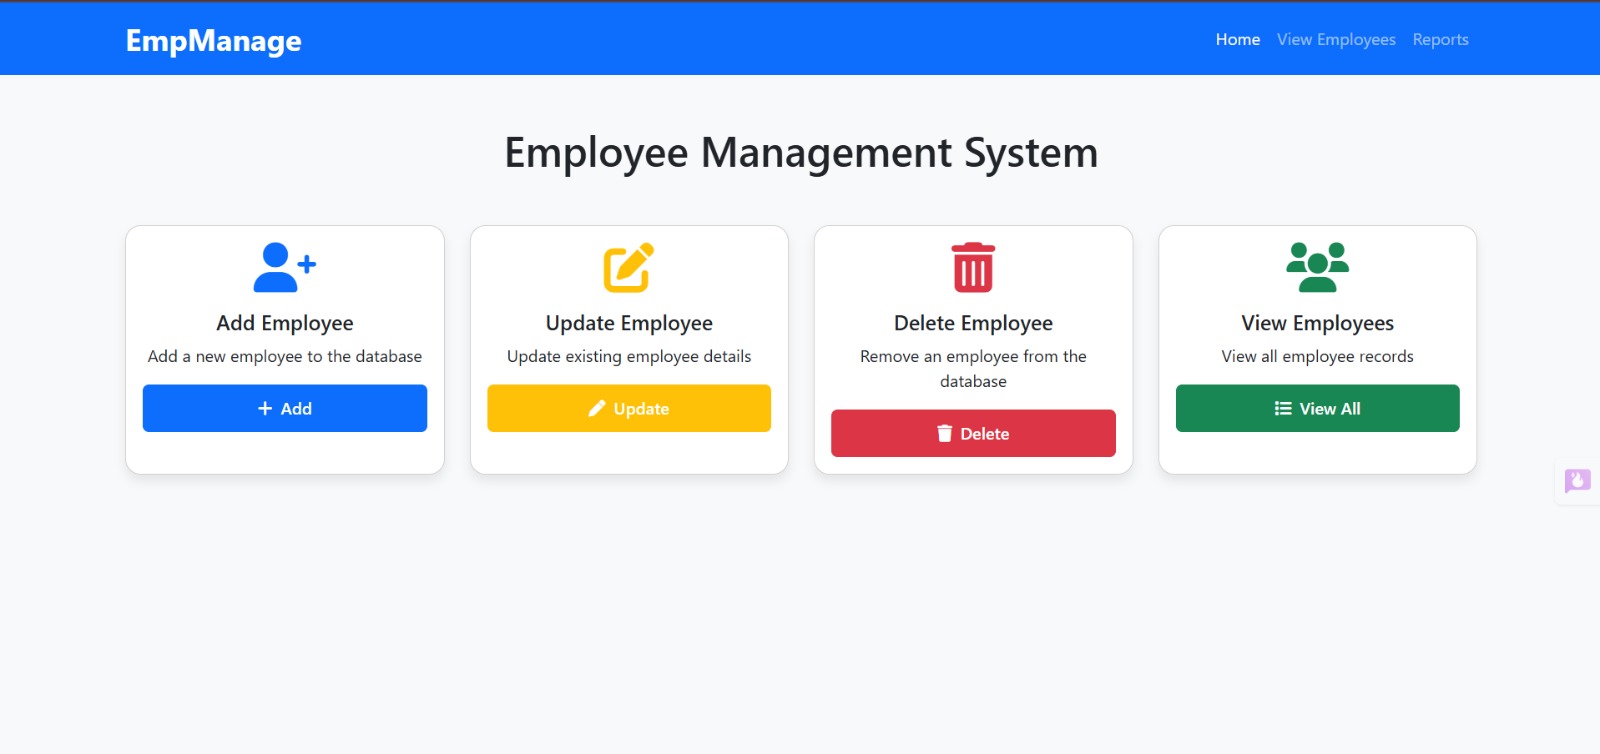 EmpManage
Home View Employees Reports
Employee Management System
Add Employee
Add a new employee to the database
Add
Update Employee
Update existing employee details
Update
Delete Employee
Remove an employee from the
database
Delete
View Employees
View all employee records
View All